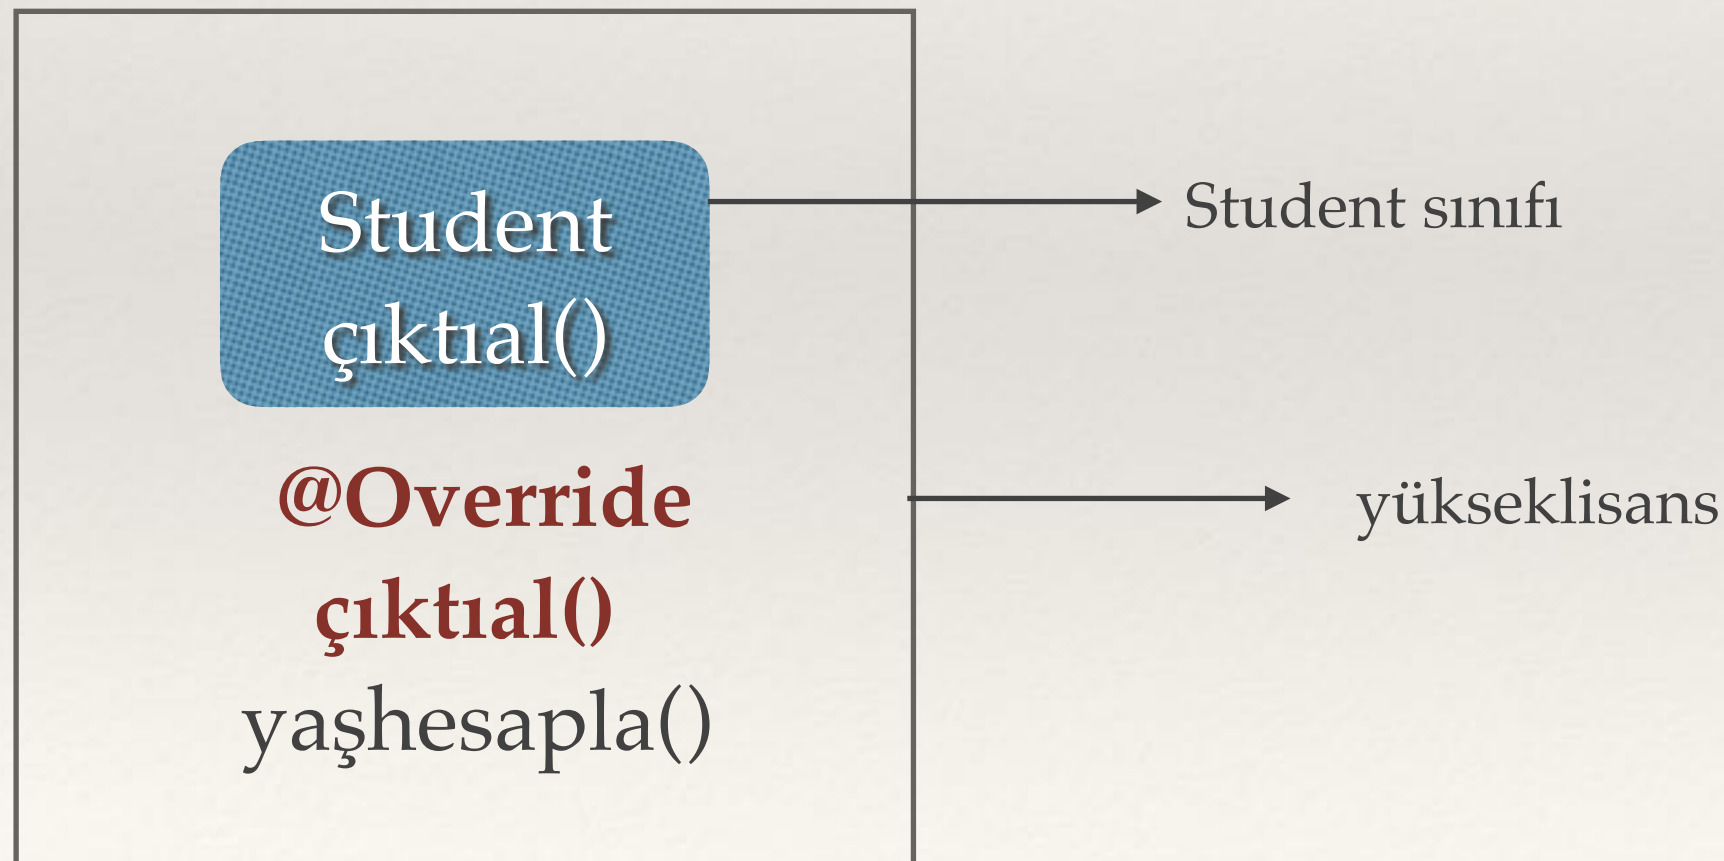 Student
çıktıal()
Student sınıfı
@Override
çıktıal()
yaşhesapla()
yükseklisans